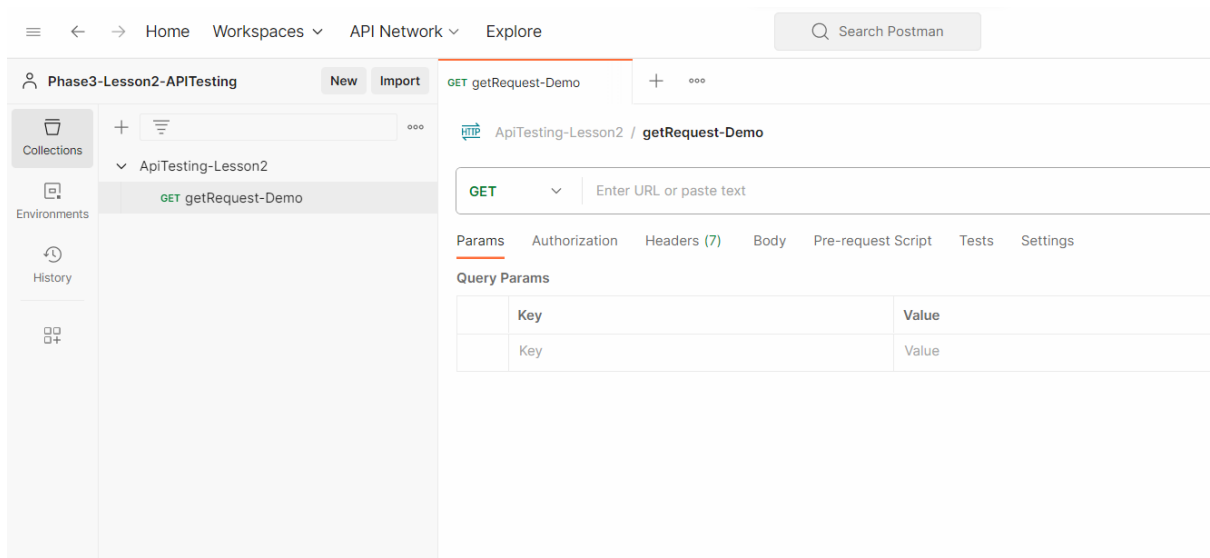 Home Workspaces API Network Explore Search Postman
Phase3-Lesson2-APITesting New Import
GET getRequest-Demo
Collections
HTTP ApiTesting-Lesson2 / getRequest-Demo
ApiTesting-Lesson2
GET getRequest-Demo
GET Enter URL or paste text
Environments
Params Authorization Headers (7) Body Pre-request Script Tests Settings
History
Query Params
Key Value
Key Value